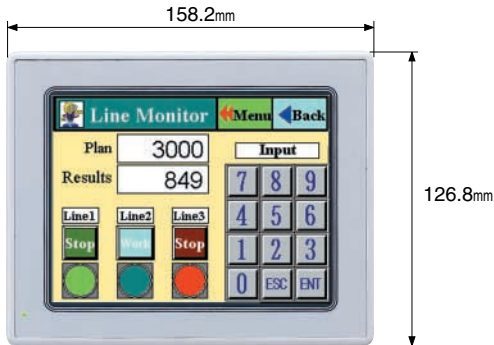 158.2mm
Line Monitor Menu Back
Plan 3000 Input
Results 849 7 8 9
Line1 Line2 Line3 4 5 6
Stop Work Stop 1 2 3
0 ESC ENT
126.8mm